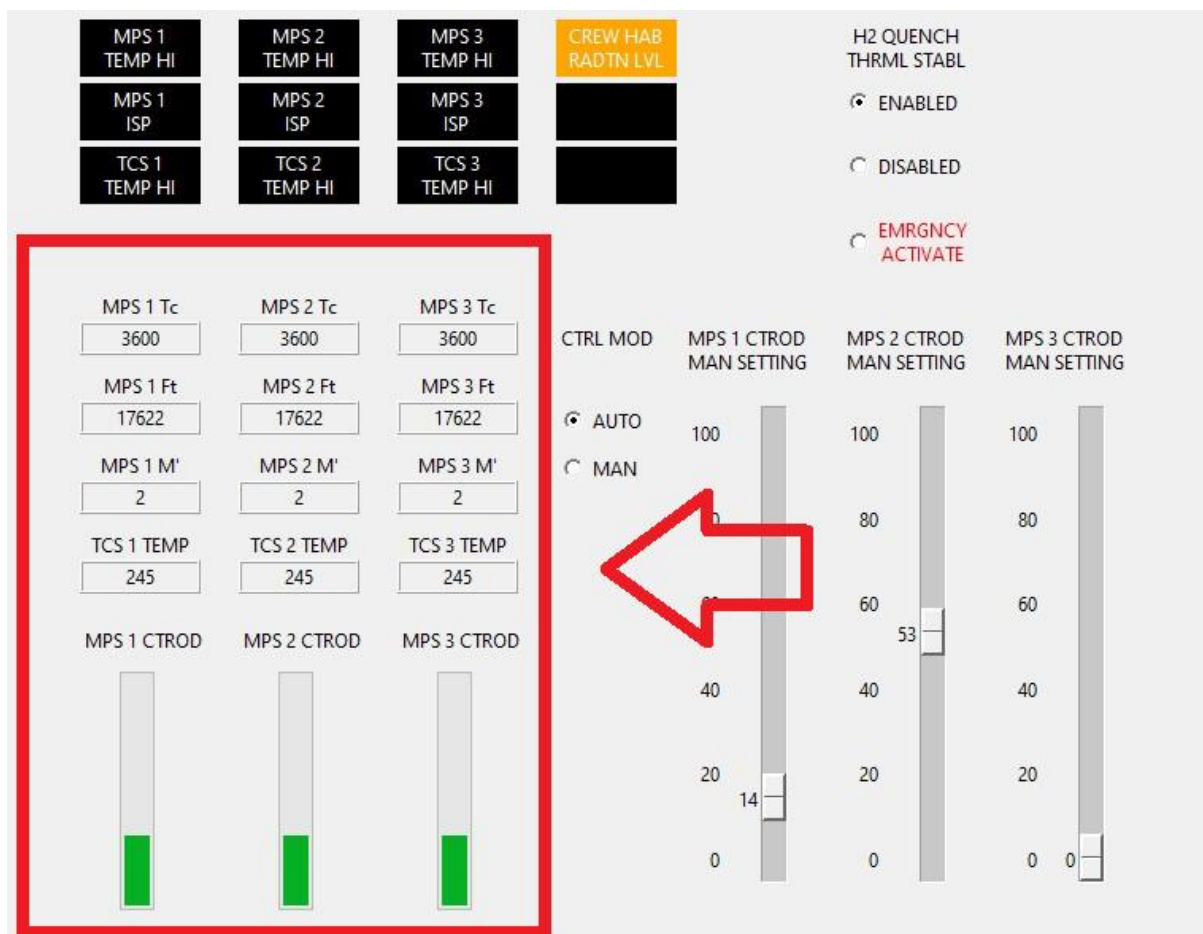 MPS 1
TEMP HI
MPS 2
TEMP HI
MPS 3
TEMP HI
CREW HAB
RADTN LVL
H2 QUENCH
THRML STABL
MPS 1
ISP
MPS 2
ISP
MPS 3
ISP
ENABLED
TCS 1
TEMP HI
TCS 2
TEMP HI
TCS 3
TEMP HI
DISABLED
EMRGNCY
ACTIVATE
MPS 1 Tc
MPS 2 Tc
MPS 3 Tc
3600
3600
3600
MPS 1 Ft
MPS 2 Ft
MPS 3 Ft
17622
17622
17622
MPS 1 M'
MPS 2 M'
MPS 3 M'
2
2
2
TCS 1 TEMP
TCS 2 TEMP
TCS 3 TEMP
245
245
245
MPS 1 CTROD
MPS 2 CTROD
MPS 3 CTROD
CTRL MOD
AUTO
MAN
MPS 1 CTROD
MAN SETTING
100
40
20
14
0
MPS 2 CTROD
MAN SETTING
100
80
60
53
40
20
0
MPS 3 CTROD
MAN SETTING
100
80
60
40
20
0
0